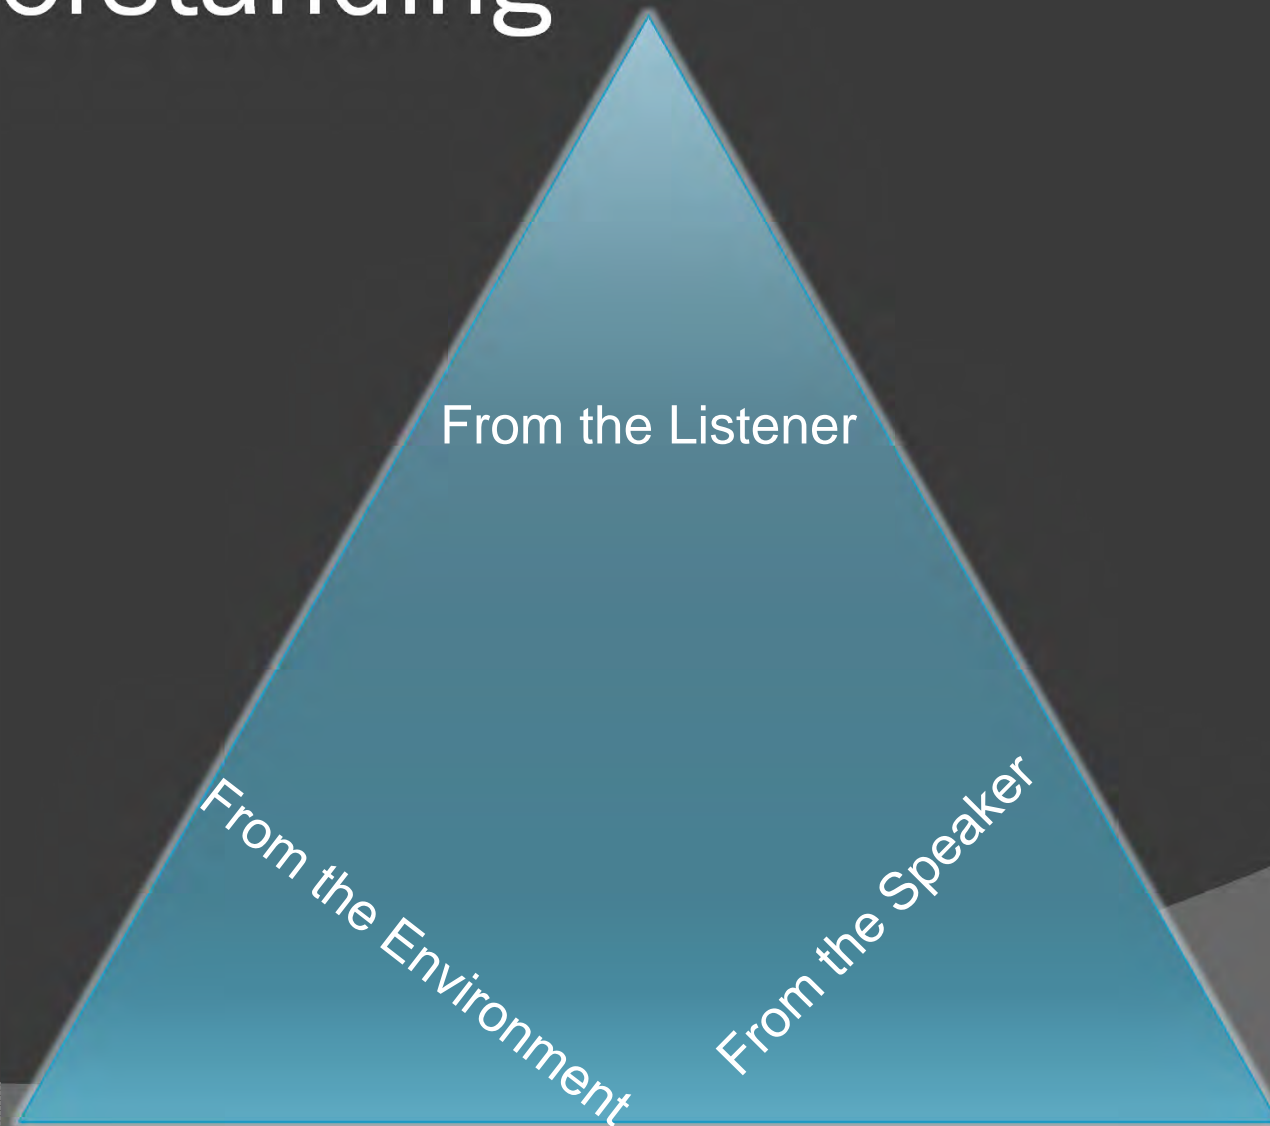 From the Listener
From the Environment
From the Speaker